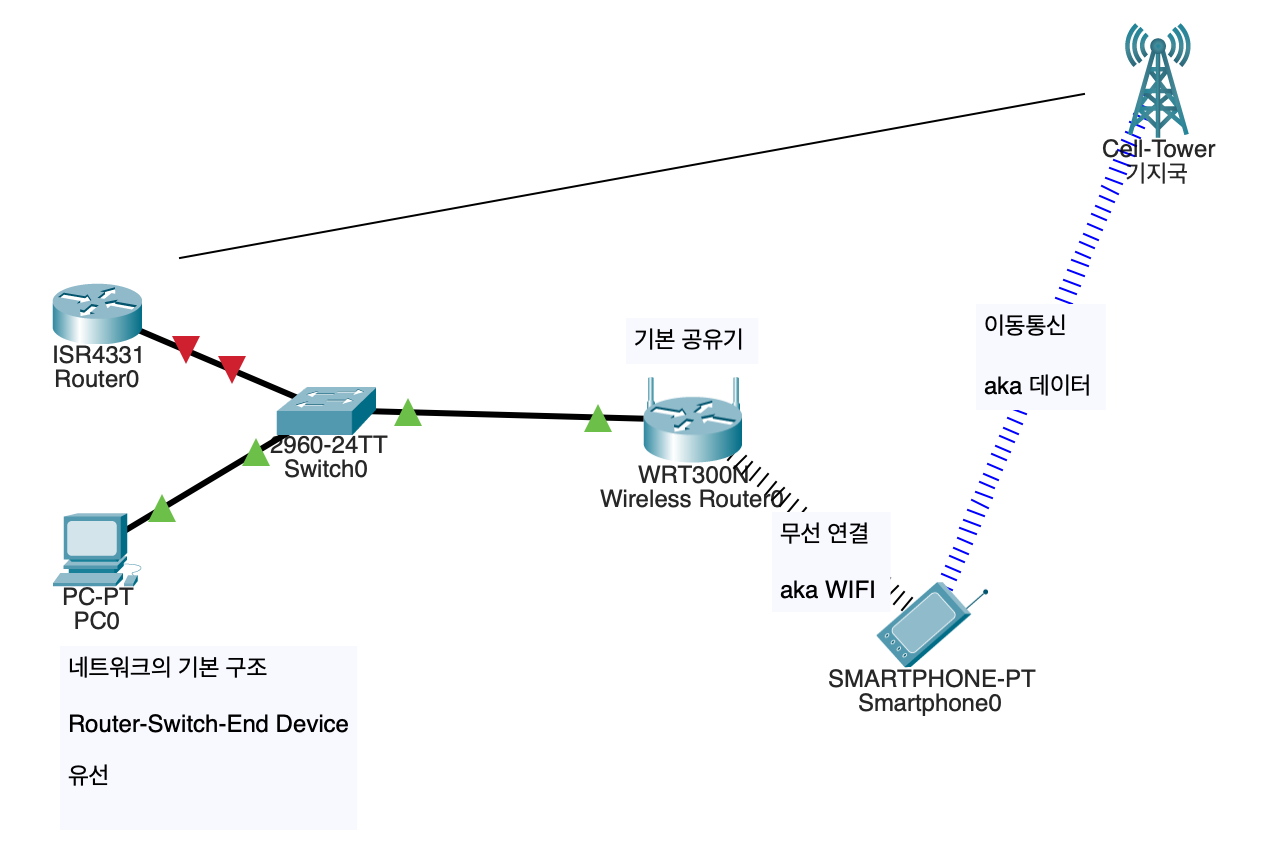 Cell-Tower
기지국
ISR4331
Router0
기본 공유기
이동통신
aka 데이터
2960-24TT
Switch0
WRT300N
Wireless Router0
무선 연결
aka WIFI
PC-PT
PC0
SMARTPHONE-PT
Smartphone0
네트워크의 기본 구조
Router-Switch-End Device
유선